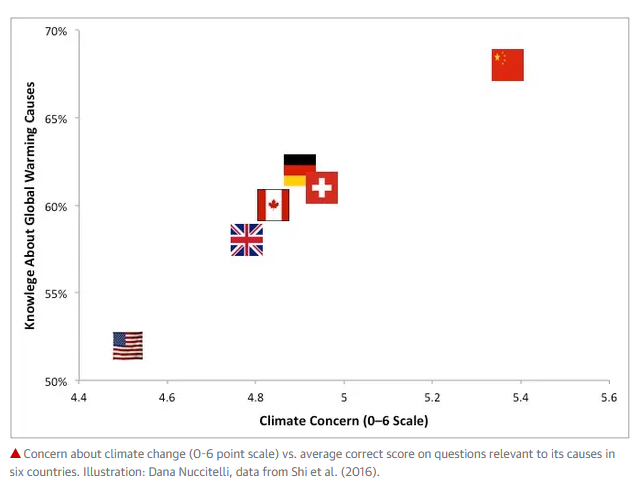 70%
65%
60%
55%
50%
Knowlege About Global Warming Causes
4.4 4.6 4.8 5 5.2 5.4 5.6
Climate Concern (0–6 Scale)
Concern about climate change (0-6 point scale) vs. average correct score on questions relevant to its causes in
six countries. Illustration: Dana Nuccitelli, data from Shi et al. (2016).